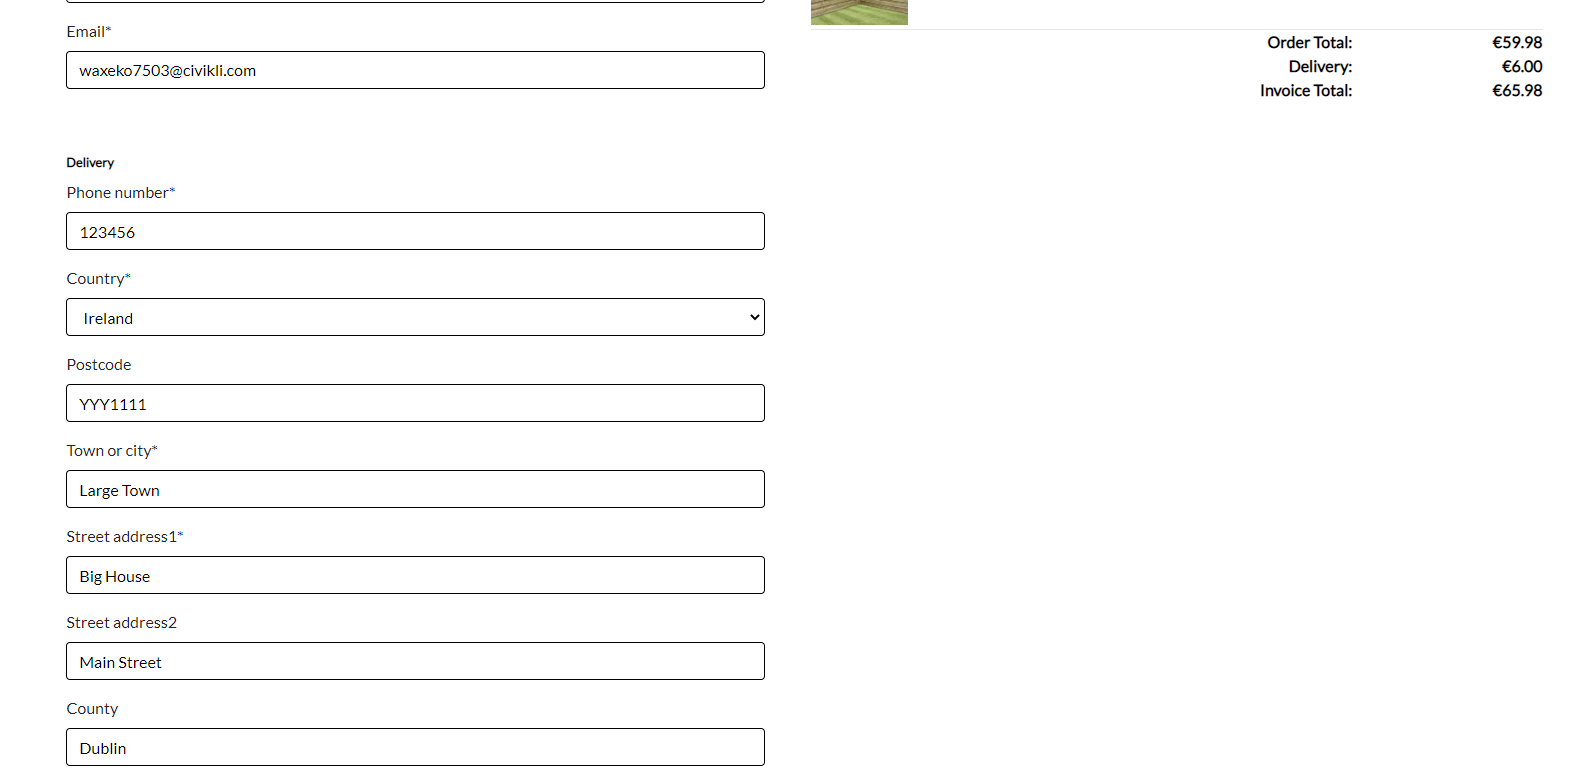 Email*
waxeko7503@civikli.com
Delivery
Phone number*
123456
Country*
Ireland
Postcode
YYY1111
Town or city*
Large Town
Street address1*
Big House
Street address2
Main Street
County
Dublin
Order Total: €59.98
Delivery: €6.00
Invoice Total: €65.98